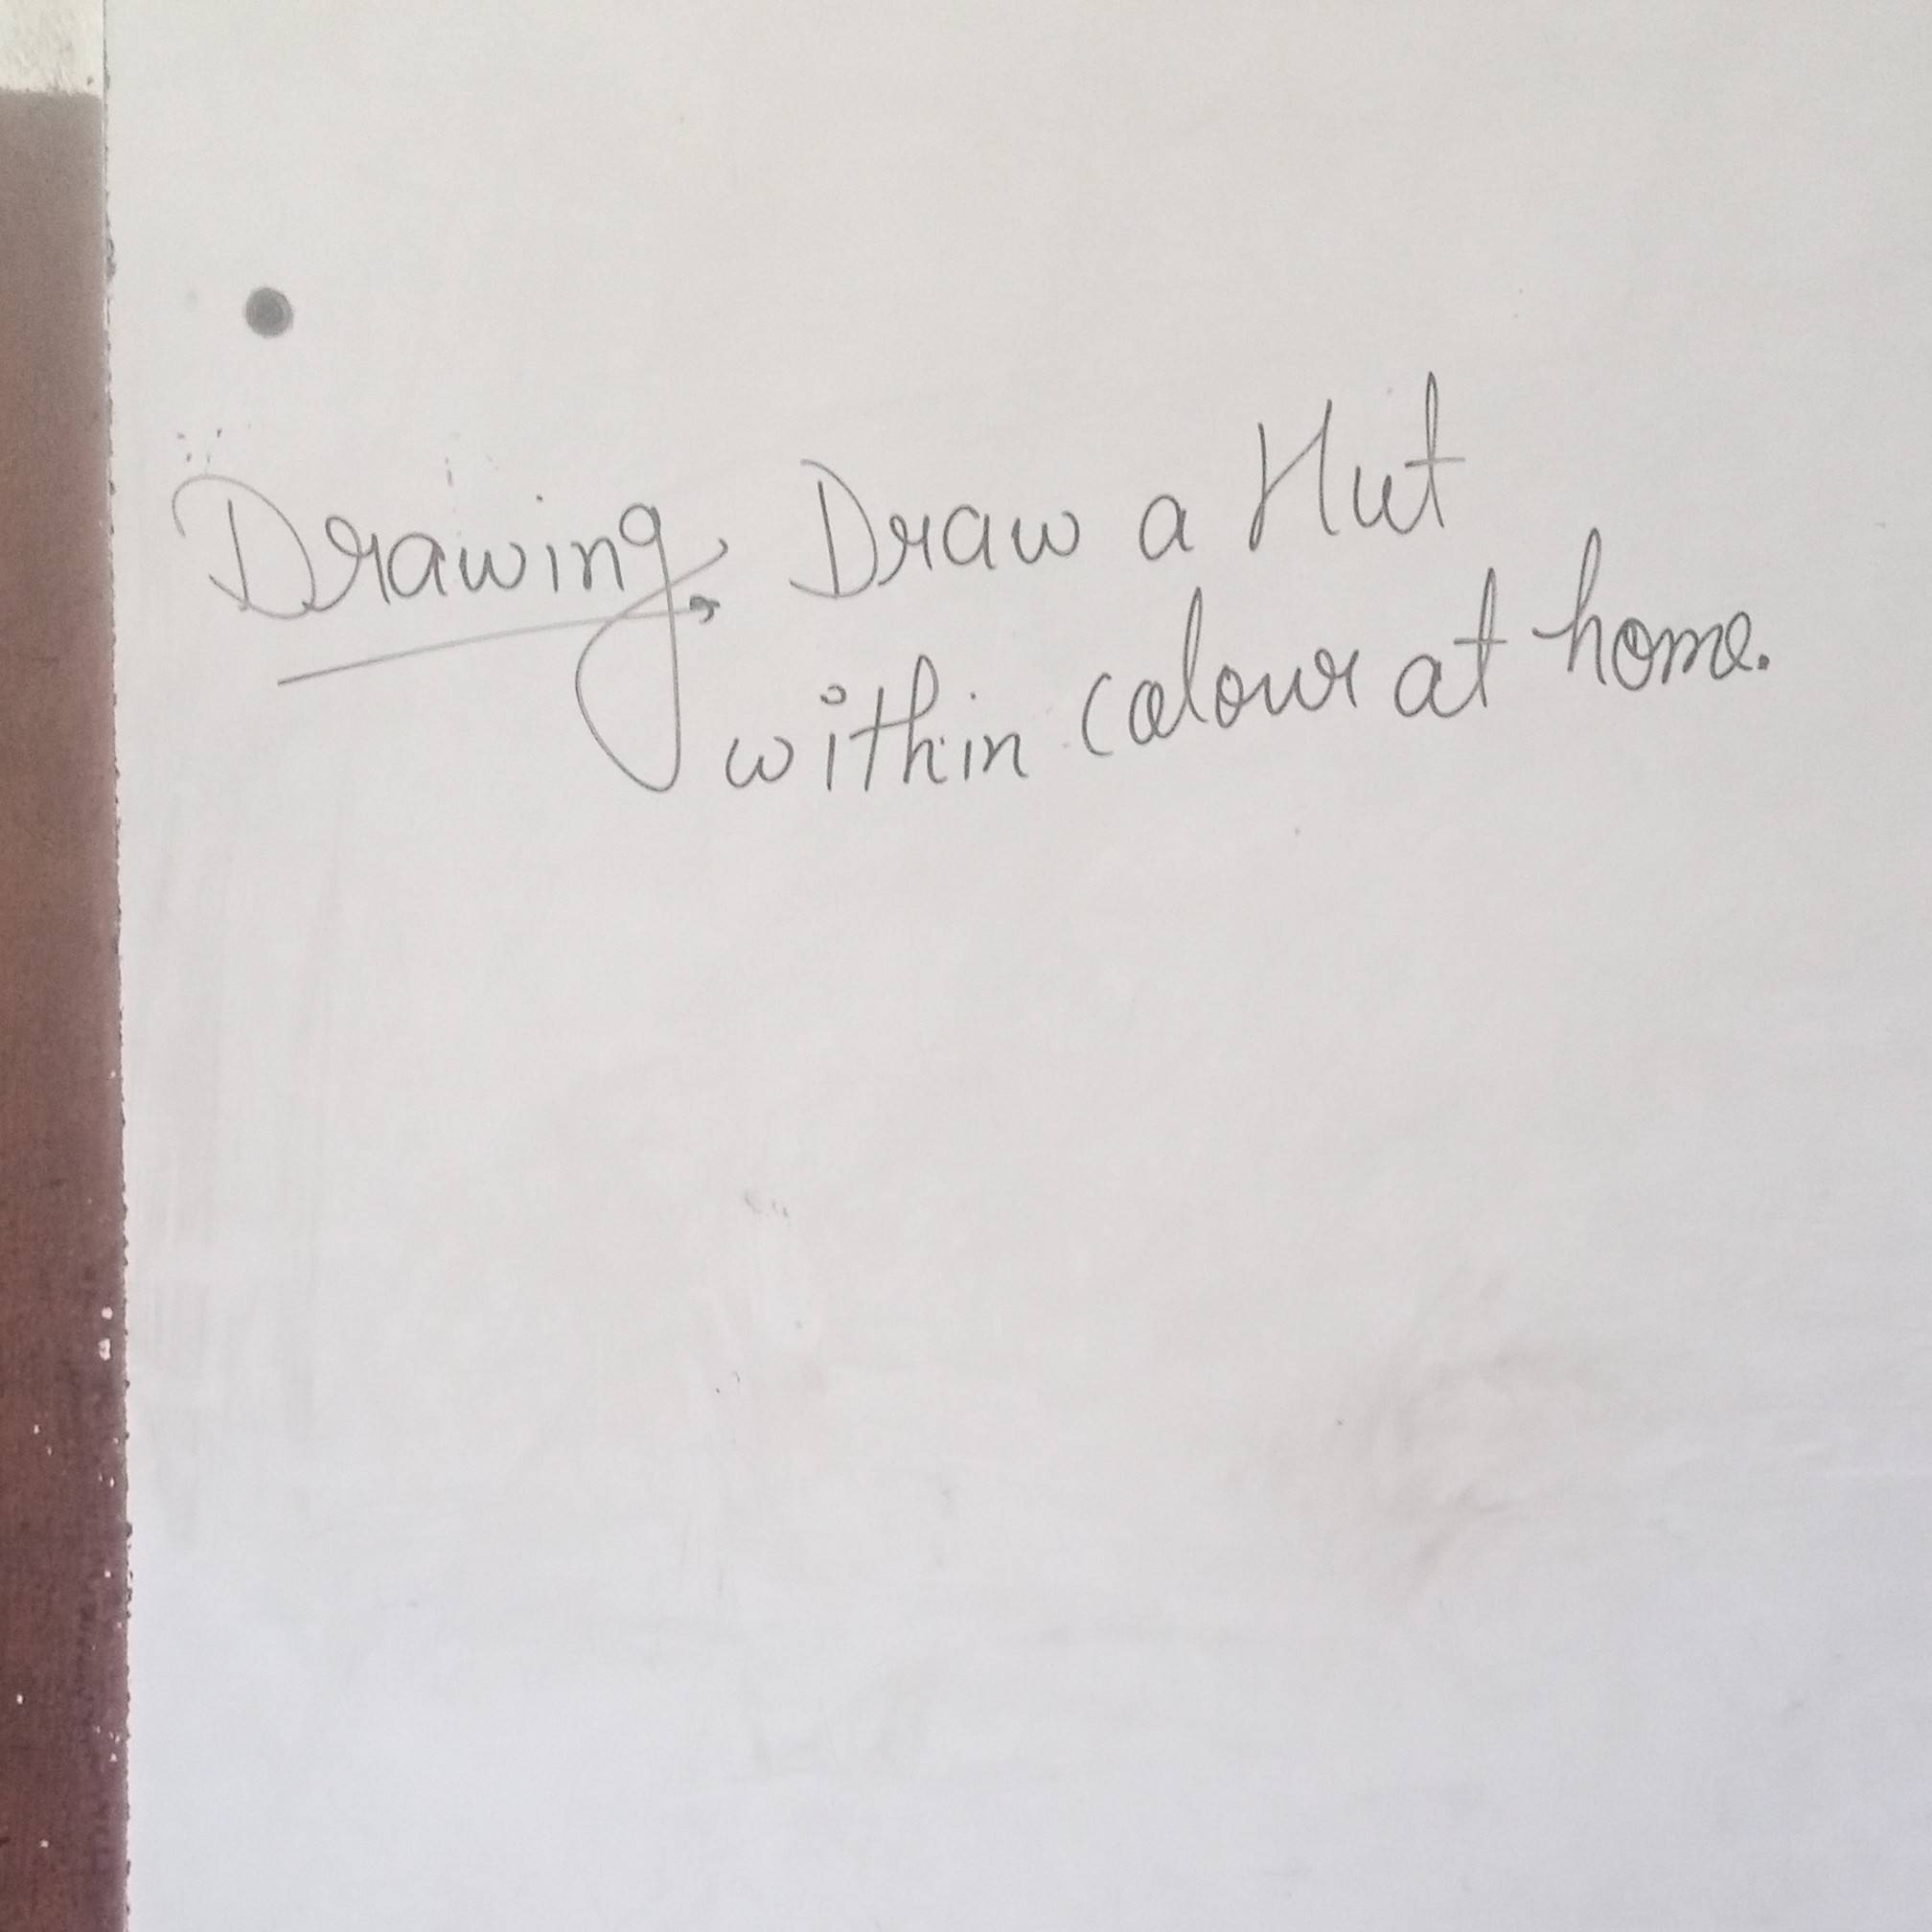 Drawing, Draw a Hut
within colour at home.